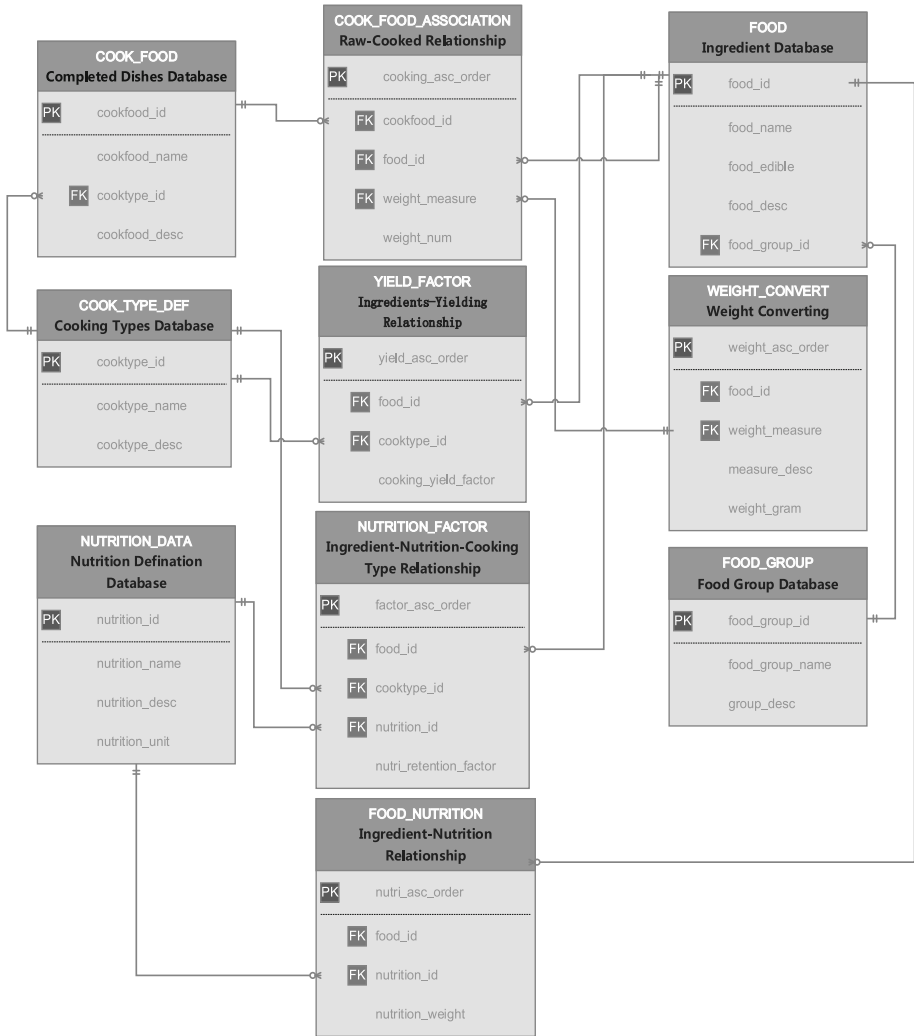 COOK_FOOD
Completed Dishes Database
PK cookfood_id
cookfood_name
FK cooktype_id
cookfood_desc
COOK_TYPE_DEF
Cooking Types Database
PK cooktype_id
cooktype_name
cooktype_desc
NUTRITION_DATA
Nutrition Defination
Database
PK nutrition_id
nutrition_name
nutrition_desc
nutrition_unit
COOK_FOOD_ASSOCIATION
Raw-Cooked Relationship
PK cooking_asc_order
FK cookfood_id
FK food_id
FK weight_measure
weight_num
YIELD_FACTOR
Ingredients-Yielding
Relationship
PK yield_asc_order
FK food_id
FK cooktype_id
cooking_yield_factor
NUTRITION_FACTOR
Ingredient-Nutrition-Cooking
Type Relationship
PK factor_asc_order
FK food_id
FK cooktype_id
FK nutrition_id
nutri_retention_factor
FOOD_NUTRITION
Ingredient-Nutrition
Relationship
PK nutri_asc_order
FK food_id
FK nutrition_id
nutrition_weight
FOOD
Ingredient Database
PK food_id
food_name
food_edible
food_desc
FK food_group_id
WEIGHT_CONVERT
Weight Converting
PK weight_asc_order
FK food_id
FK weight_measure
measure_desc
weight_gram
FOOD_GROUP
Food Group Database
PK food_group_id
food_group_name
group_desc